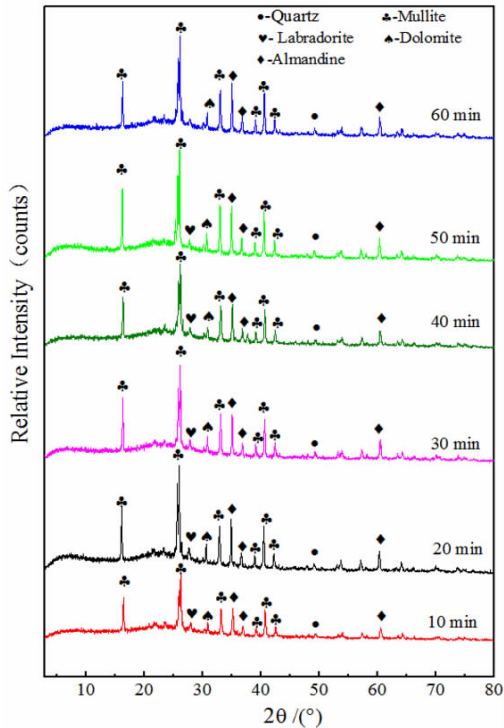 ●-Quartz ♣-Mullite
♥- Labradorite ♠-Dolomite
♦-Almandine
60 min
50 min
40 min
30 min
20 min
10 min
Relative Intensity（counts）
10 20 30 40 50 60 70 80
2θ /(°)